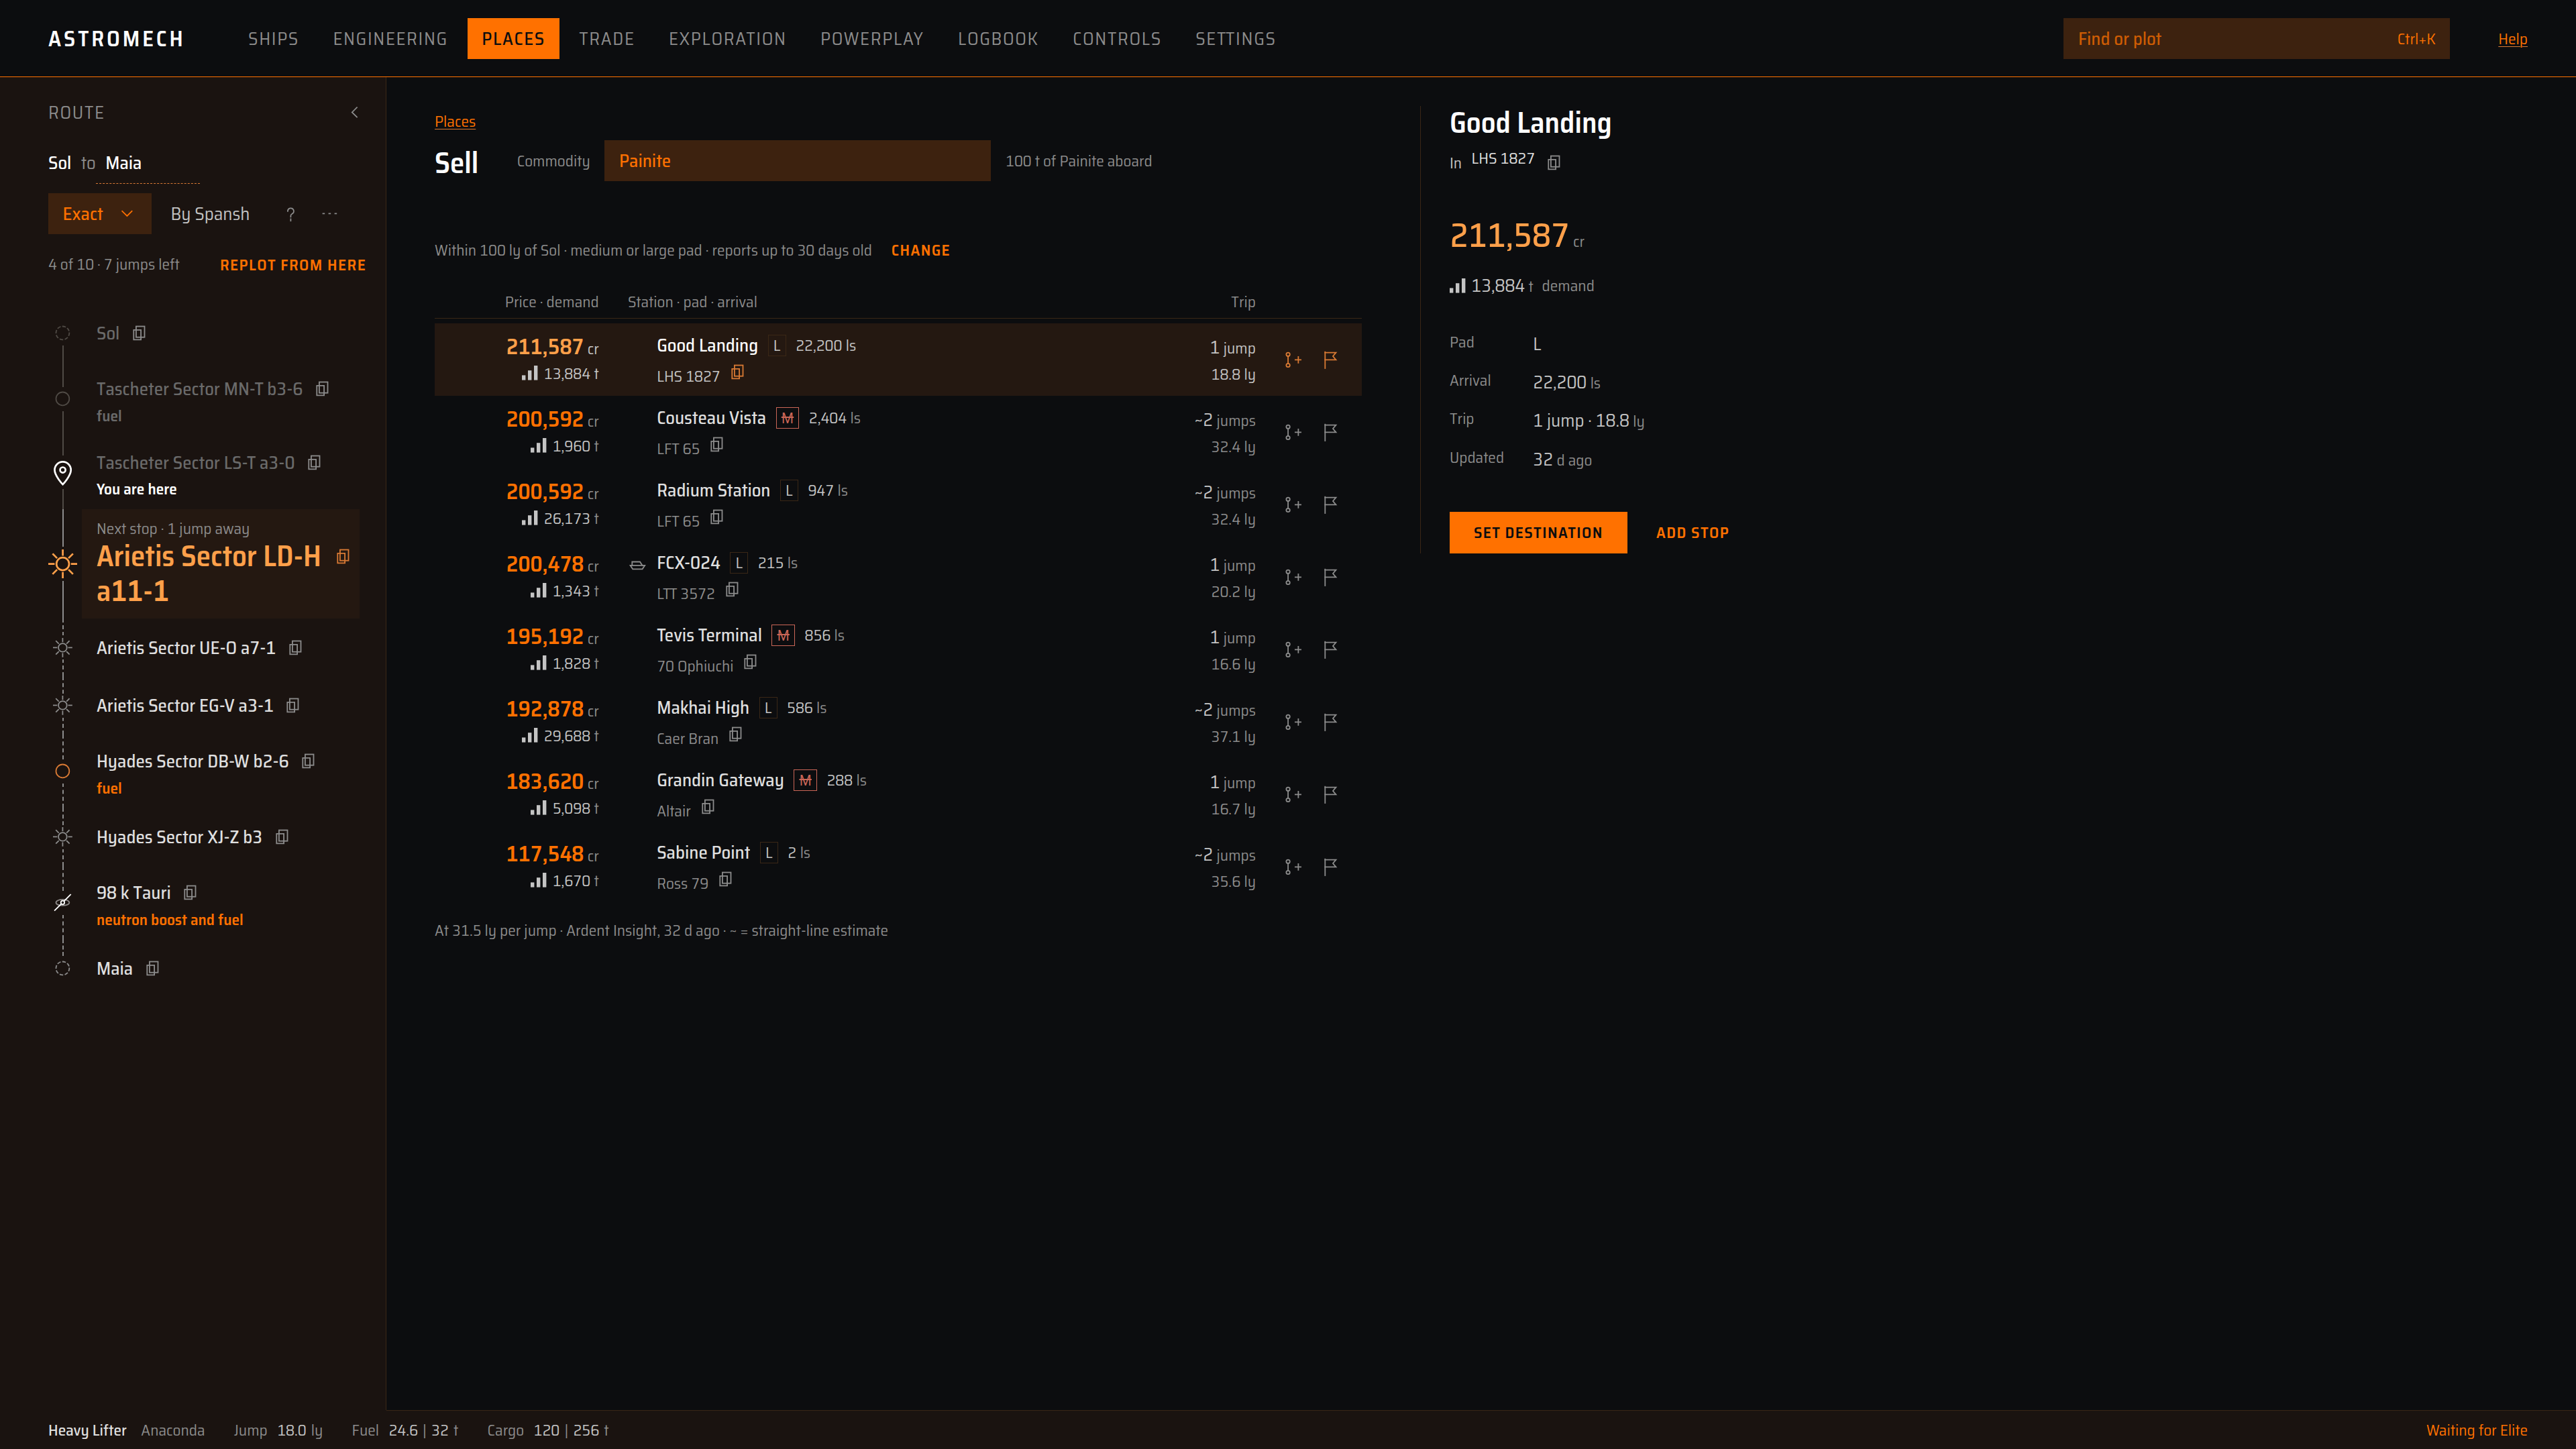 ASTROMECH SHIPS ENGINEERING PLACES TRADE EXPLORATION POWERPLAY LOGBOOK CONTROLS SETTINGS Find or plot Ctrl+K Help
ROUTE
Sol to Maia
Exact By Spansh ? ---
4 of 10 · 7 jumps left REPLOT FROM HERE
Sol
Tascheter Sector MN-T b3-6
fuel
Tascheter Sector LS-T a3-0
You are here
Next stop · 1 jump away
Arietis Sector LD-H
a11-1
Arietis Sector UE-O a7-1
Arietis Sector EG-V a3-1
Hyades Sector DB-W b2-6
fuel
Hyades Sector XJ-Z b3
98 k Tauri
neutron boost and fuel
Maia
Places
Sell Commodity Painite 100 t of Painite aboard
Within 100 ly of Sol · medium or large pad · reports up to 30 days old CHANGE
Price · demand Station · pad · arrival Trip
211,587 cr Good Landing L 22,200 ls 1 jump
13,884 t LHS 1827 18.8 ly
200,592 cr Cousteau Vista M 2,404 ls ~2 jumps
1,960 t LFT 65 32.4 ly
200,592 cr Radium Station L 947 ls ~2 jumps
26,173 t LFT 65 32.4 ly
200,478 cr FCX-024 L 215 ls 1 jump
1,343 t LTT 3572 20.2 ly
195,192 cr Tevis Terminal M 856 ls 1 jump
1,828 t 70 Ophiuchi 16.6 ly
192,878 cr Makhai High L 586 ls ~2 jumps
29,688 t Caer Bran 37.1 ly
183,620 cr Grandin Gateway M 288 ls 1 jump
5,098 t Altair 16.7 ly
117,548 cr Sabine Point L 2 ls ~2 jumps
1,670 t Ross 79 35.6 ly
At 31.5 ly per jump · Ardent Insight, 32 d ago · ~ = straight-line estimate
Good Landing
In LHS 1827
211,587 cr
13,884 t demand
Pad L
Arrival 22,200 ls
Trip 1 jump · 18.8 ly
Updated 32 d ago
SET DESTINATION ADD STOP
Heavy Lifter Anaconda Jump 18.0 ly Fuel 24.6 | 32 t Cargo 120 | 256 t Waiting for Elite